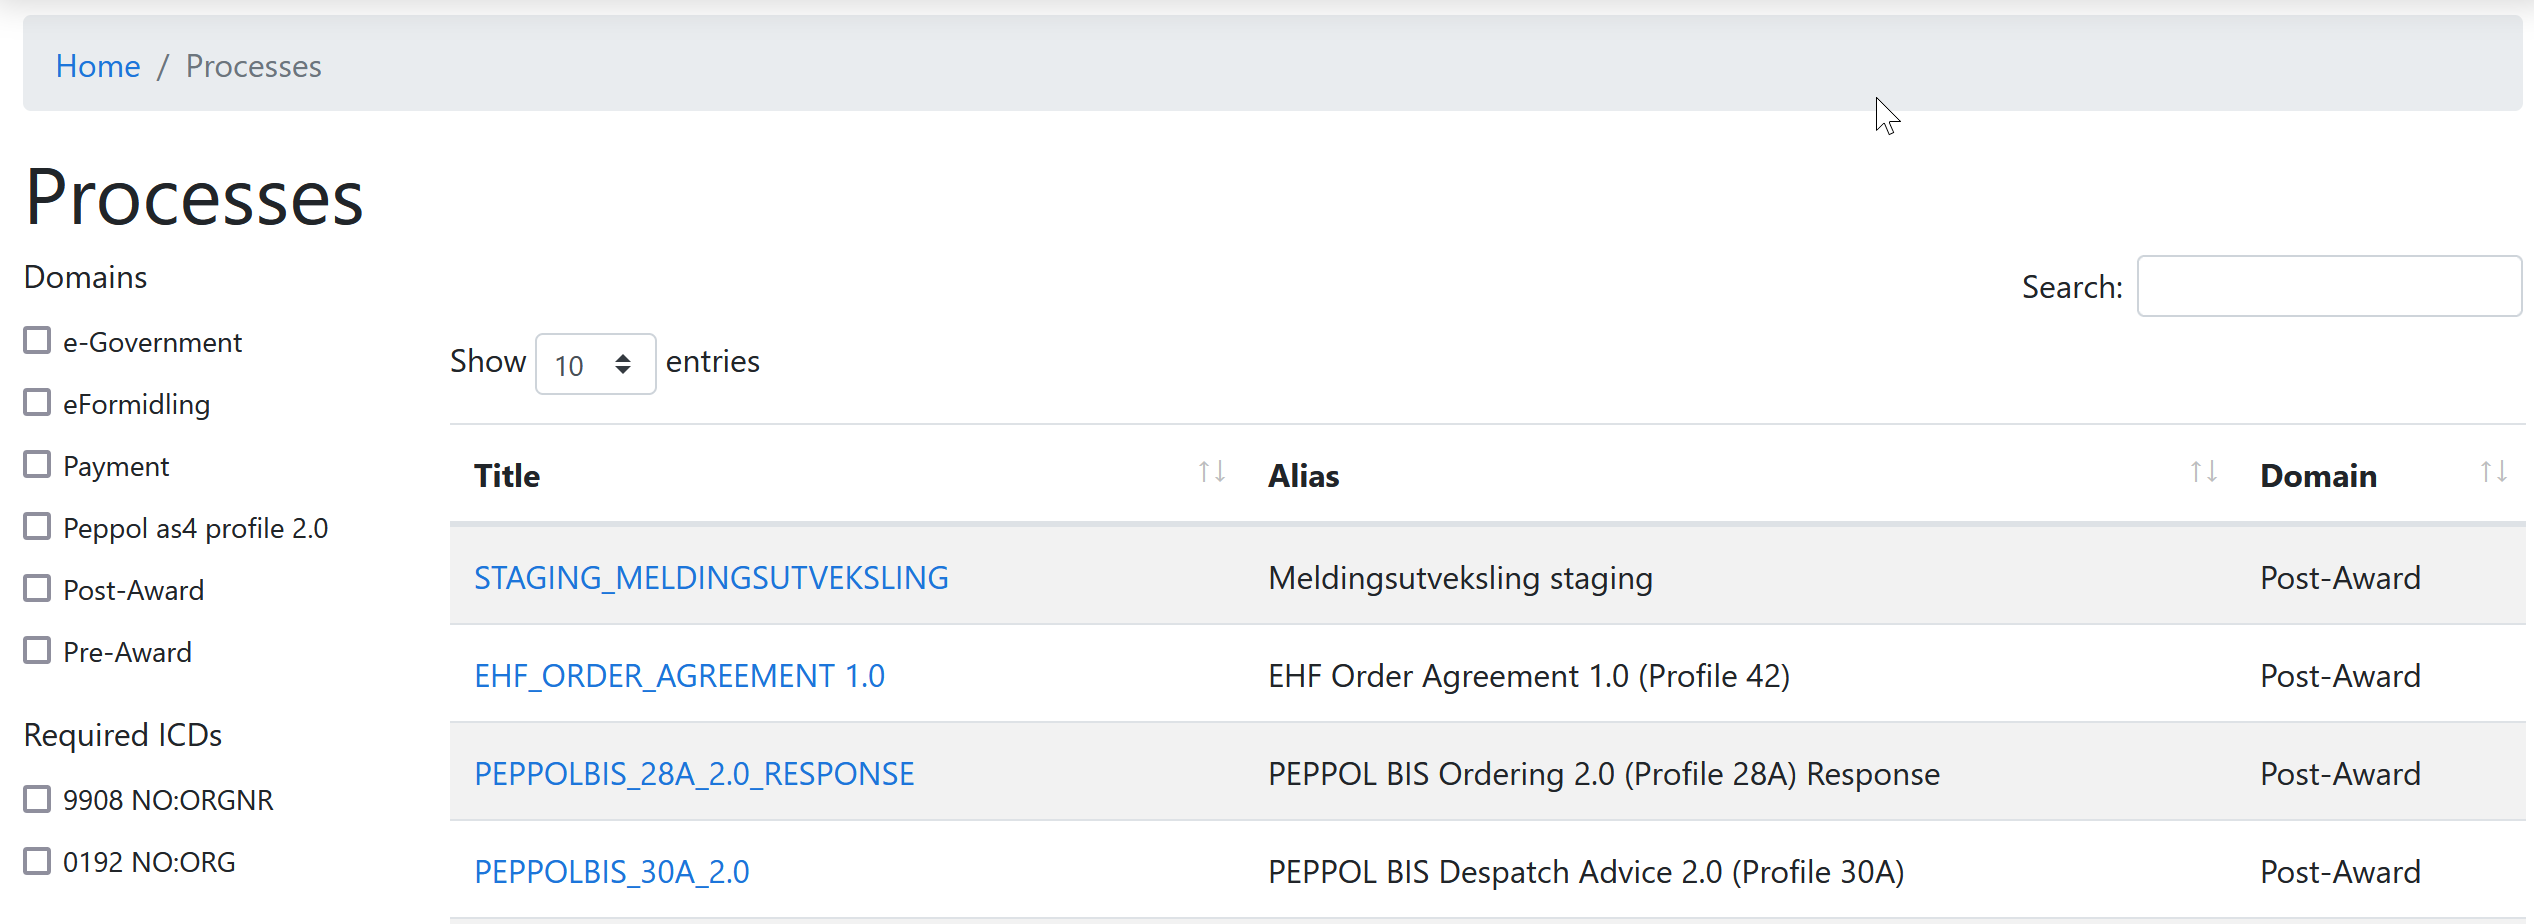 Home / Processes
Processes
Domains
e-Government
eFormidling
Payment
Peppol as4 profile 2.0
Post-Award
Pre-Award
Required ICDs
9908 NO:ORGNR
0192 NO:ORG
Search:
Show 10 entries
Title Alias Domain
STAGING_MELDINGSUTVEKSLING Meldingsutveksling staging Post-Award
EHF_ORDER_AGREEMENT 1.0 EHF Order Agreement 1.0 (Profile 42) Post-Award
PEPPOLBIS_28A_2.0_RESPONSE PEPPOL BIS Ordering 2.0 (Profile 28A) Response Post-Award
PEPPOLBIS_30A_2.0 PEPPOL BIS Despatch Advice 2.0 (Profile 30A) Post-Award